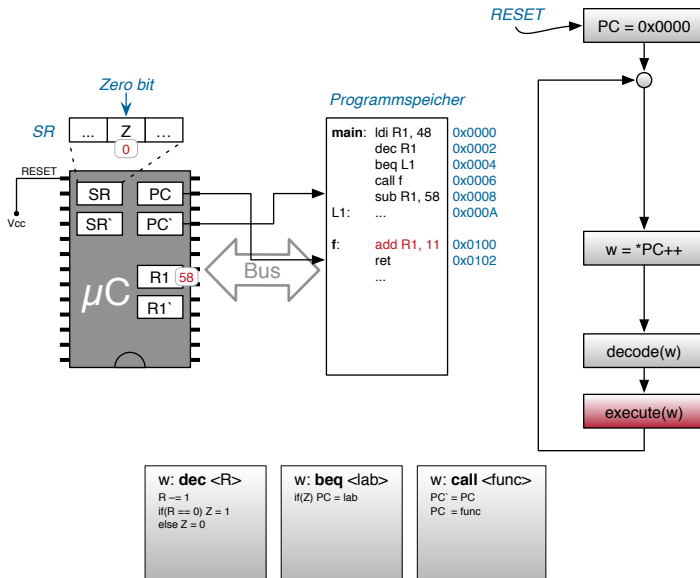 RESET
PC = 0x0000
Zero bit
SR
... Z ...
0
Programmspeicher
main: ldi R1, 48 0x0000
dec R1 0x0002
beq L1 0x0004
call f 0x0006
sub R1, 58 0x0008
L1: ... 0x000A
f: add R1, 11 0x0100
ret 0x0102
...
RESET
Vcc
SR PC
SR` PC`
R1 58
R1`
µC
Bus
w = *PC++
decode(w)
execute(w)
w: dec <R>
R –= 1
if(R == 0) Z = 1
else Z = 0
w: beq <lab>
if(Z) PC = lab
w: call <func>
PC` = PC
PC = func